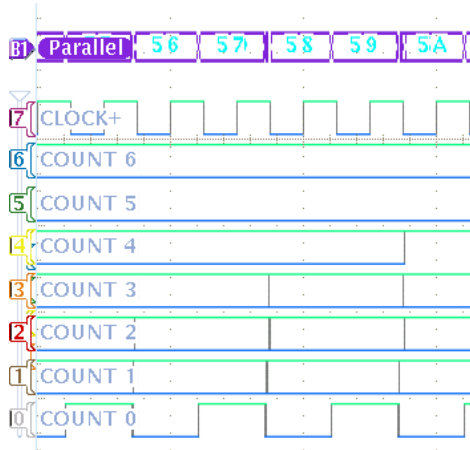 B1 Parallel 56 57 58 59 5A
7 CLOCK+
6 COUNT 6
5 COUNT 5
4 COUNT 4
3 COUNT 3
2 COUNT 2
1 COUNT 1
0 COUNT 0